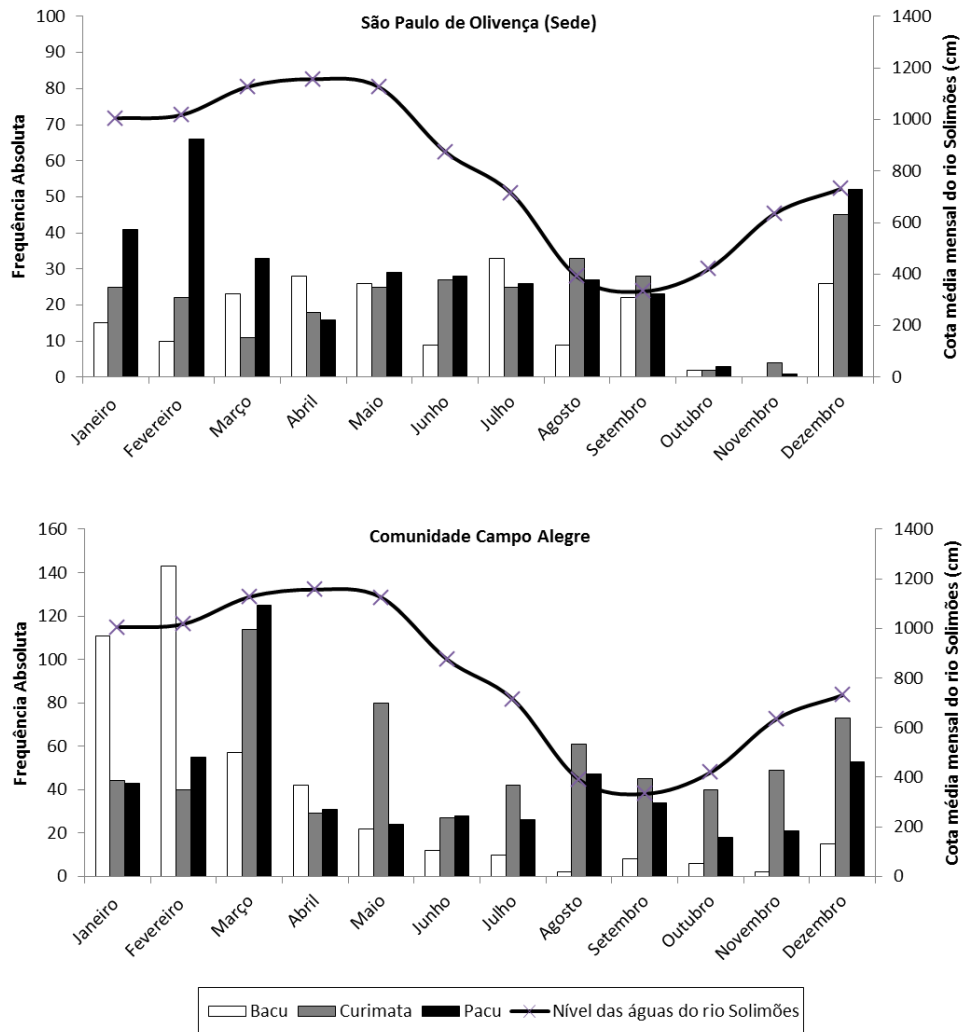 São Paulo de Olivença (Sede)
Frequência Absoluta
100
90
80
70
60
50
40
30
20
10
0
1400
1200
1000
800
600
400
200
0
Cota média mensal do rio Solimões (cm)
Janeiro
Fevereiro
Março
Abril
Maio
Junho
Julho
Agosto
Setembro
Outubro
Novembro
Dezembro
Comunidade Campo Alegre
Frequência Absoluta
160
140
120
100
80
60
40
20
0
1400
1200
1000
800
600
400
200
0
Cota média mensal do rio Solimões (cm)
Janeiro
Fevereiro
Março
Abril
Maio
Junho
Julho
Agosto
Setembro
Outubro
Novembro
Dezembro
Bacu Curimata Pacu Nível das águas do rio Solimões